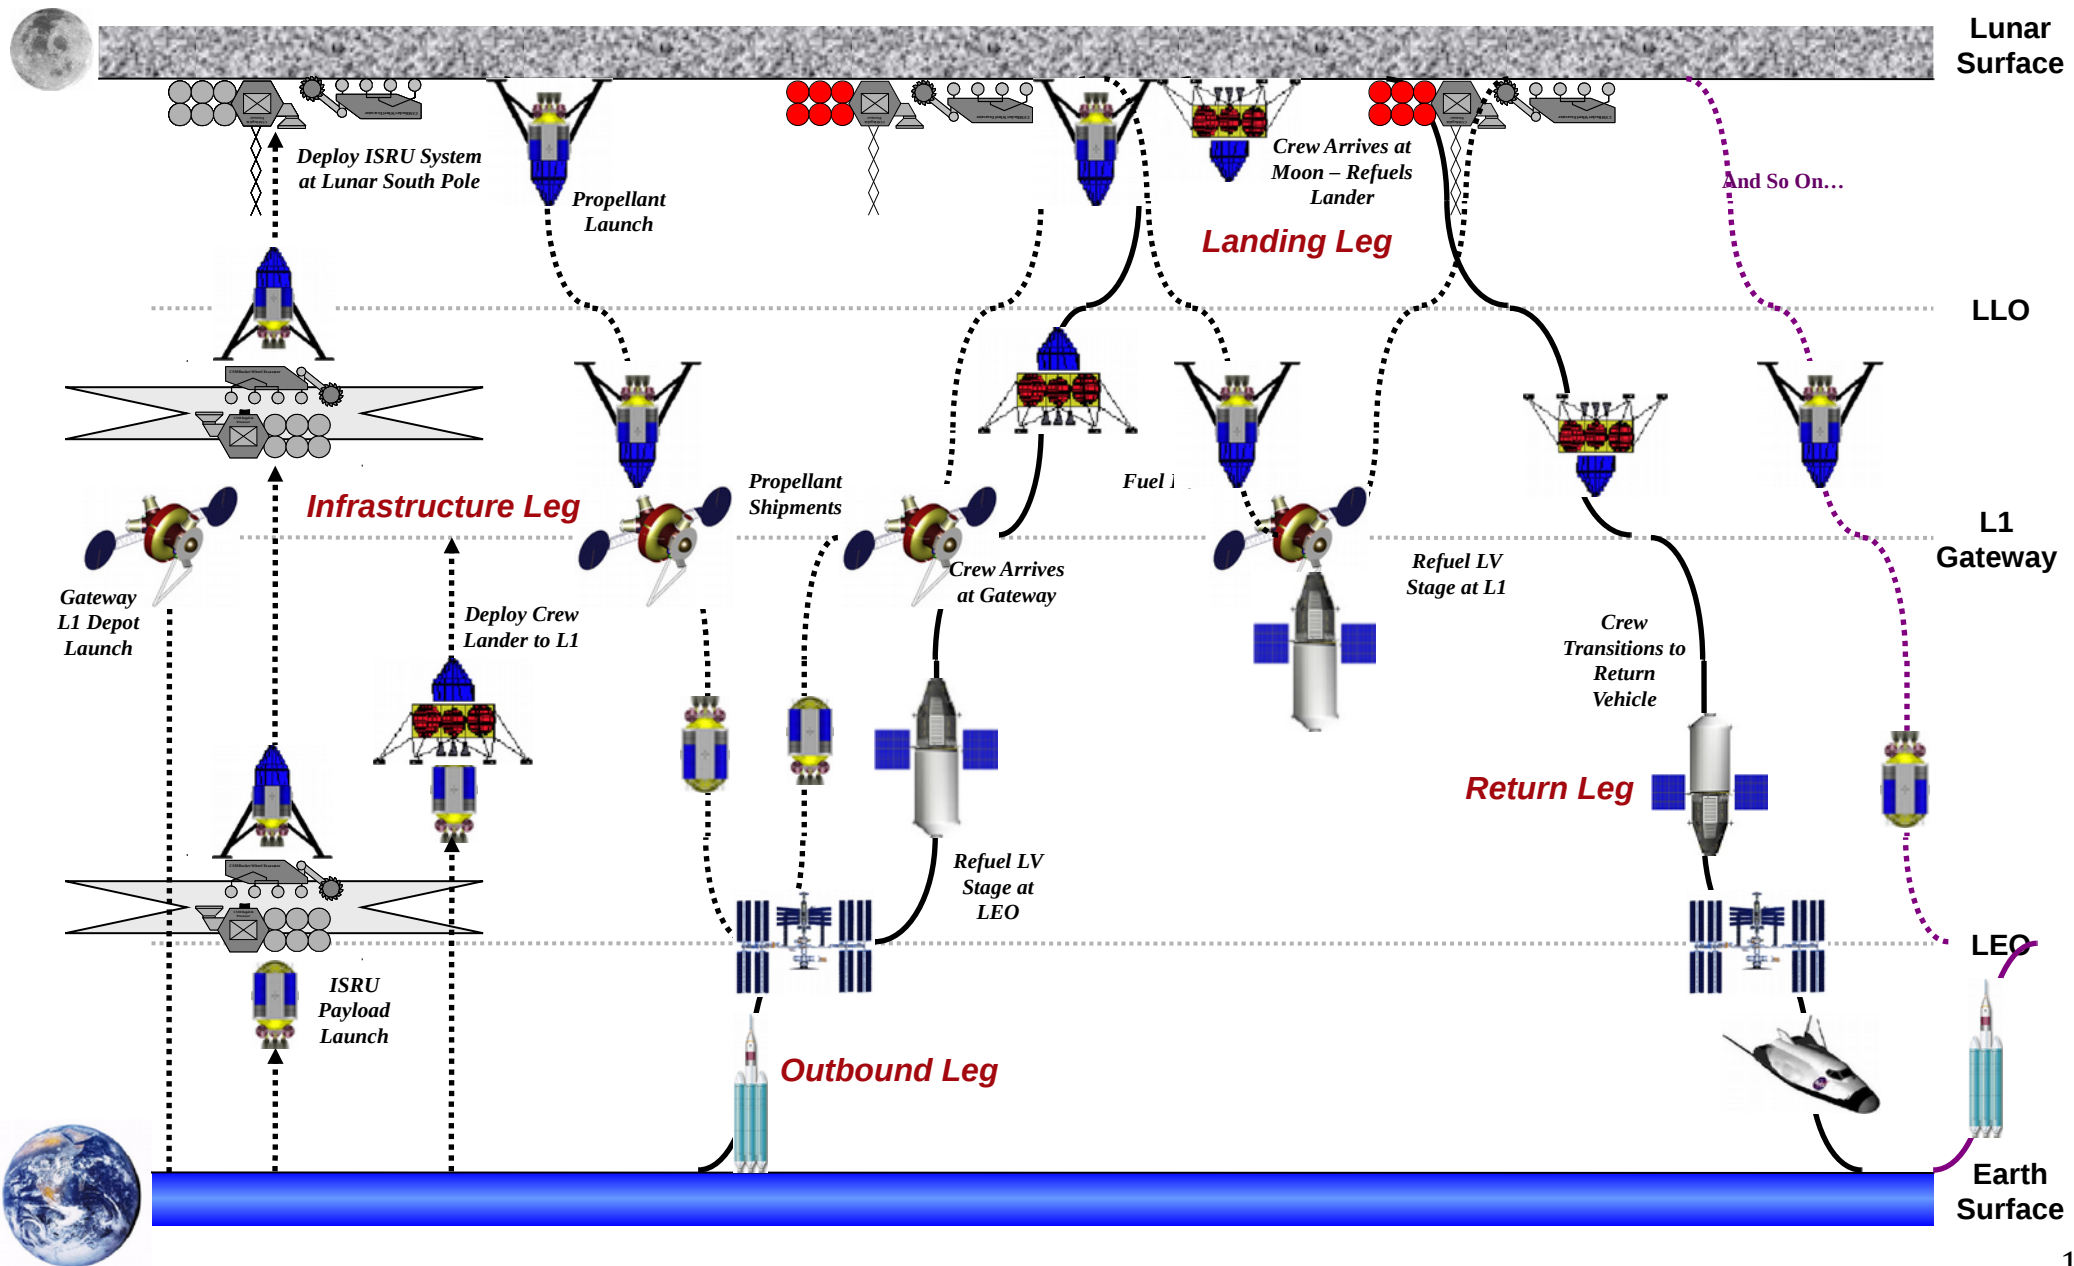 Lunar
Surface
Deploy ISRU System
at Lunar South Pole
Propellant
Launch
Crew Arrives at
Moon – Refuels
Lander
And So On…
Landing Leg
LLO
Infrastructure Leg
Propellant
Shipments
Fuel
L1
Gateway
Gateway
L1 Depot
Launch
Deploy Crew
Lander to L1
Crew Arrives
at Gateway
Refuel LV
Stage at L1
Crew
Transitions to
Return
Vehicle
Return Leg
Refuel LV
Stage at
LEO
LEO
ISRU
Payload
Launch
Outbound Leg
Earth
Surface
1